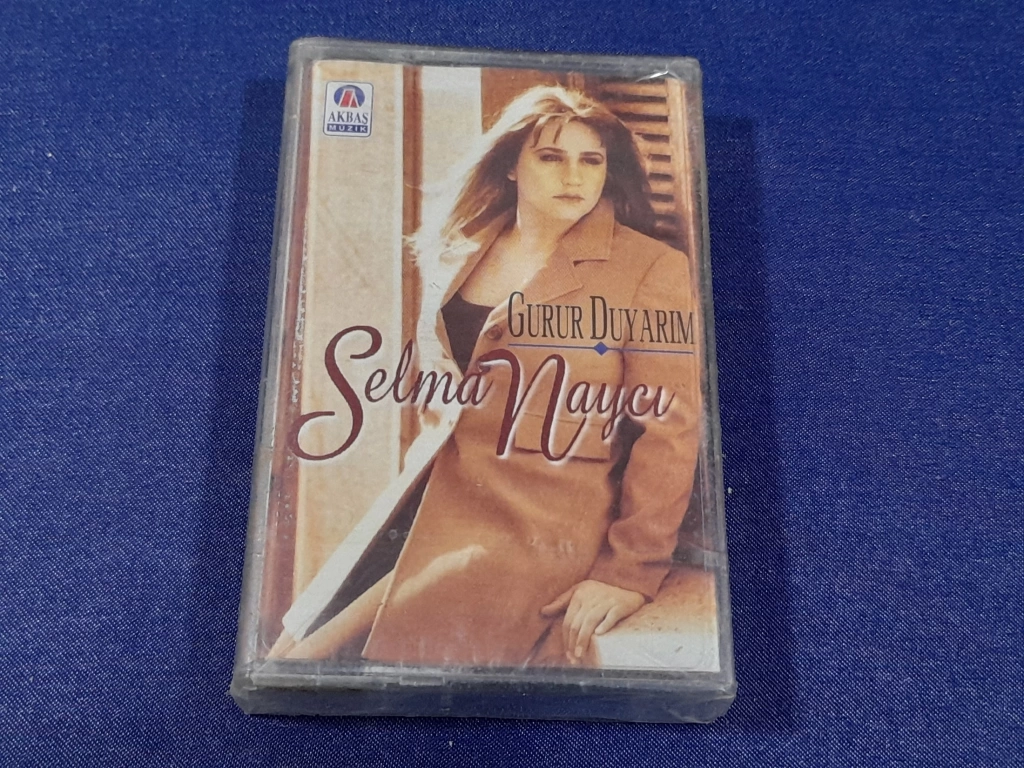 AKBAŞ
MÜZİK
GURUR DUYARIM
Selma Naycı